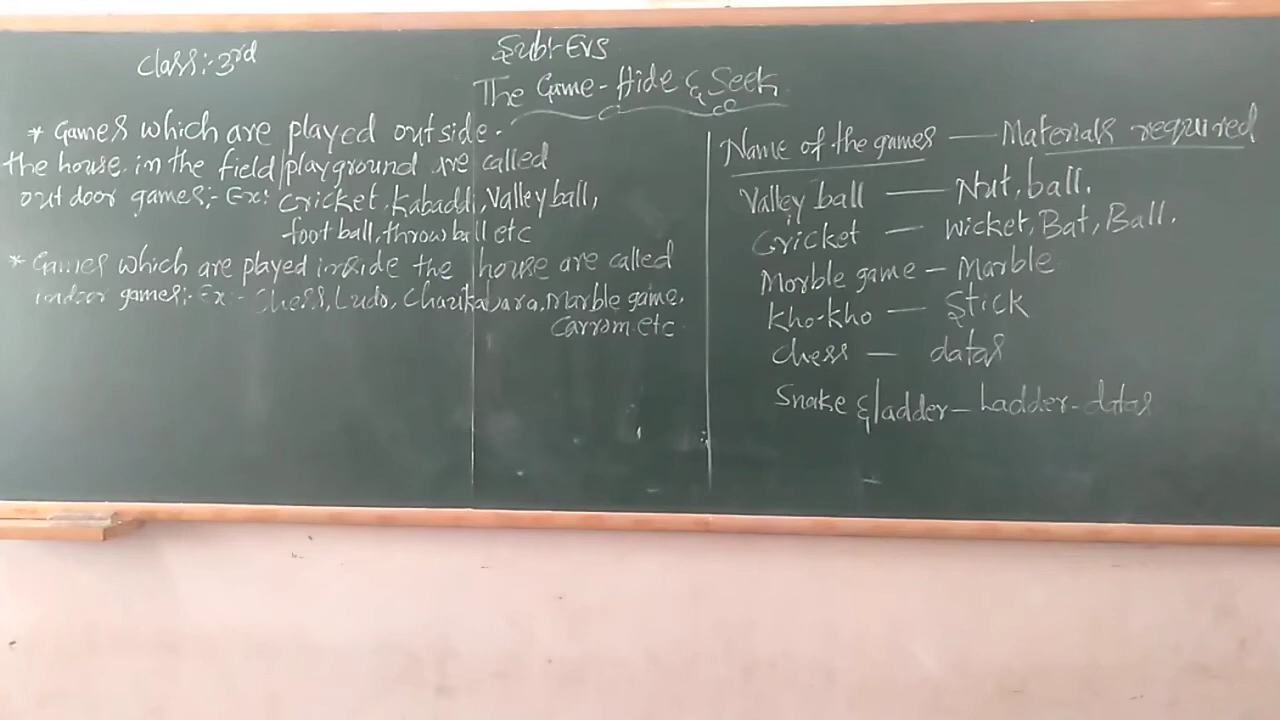 Class:-3rd
Sub:-EVS
The Game-Hide & Seek
* Games which are played outside.
the house in the field/playground are called
out door games:- Ex: Cricket, Kabaddi, Valley ball,
foot ball, throw ball etc
* Games which are played inside the house are called
indoor games:- Ex:- Chess, Ludo, Chaukabara, Marble game,
Carrom etc
Name of the games — Materials required
Valley ball — Nut, ball.
Cricket — wicket, Bat, Ball.
Morble game — Marble
Kho-kho — Stick
Chess — datas
Snake & ladder — Ladder-datas